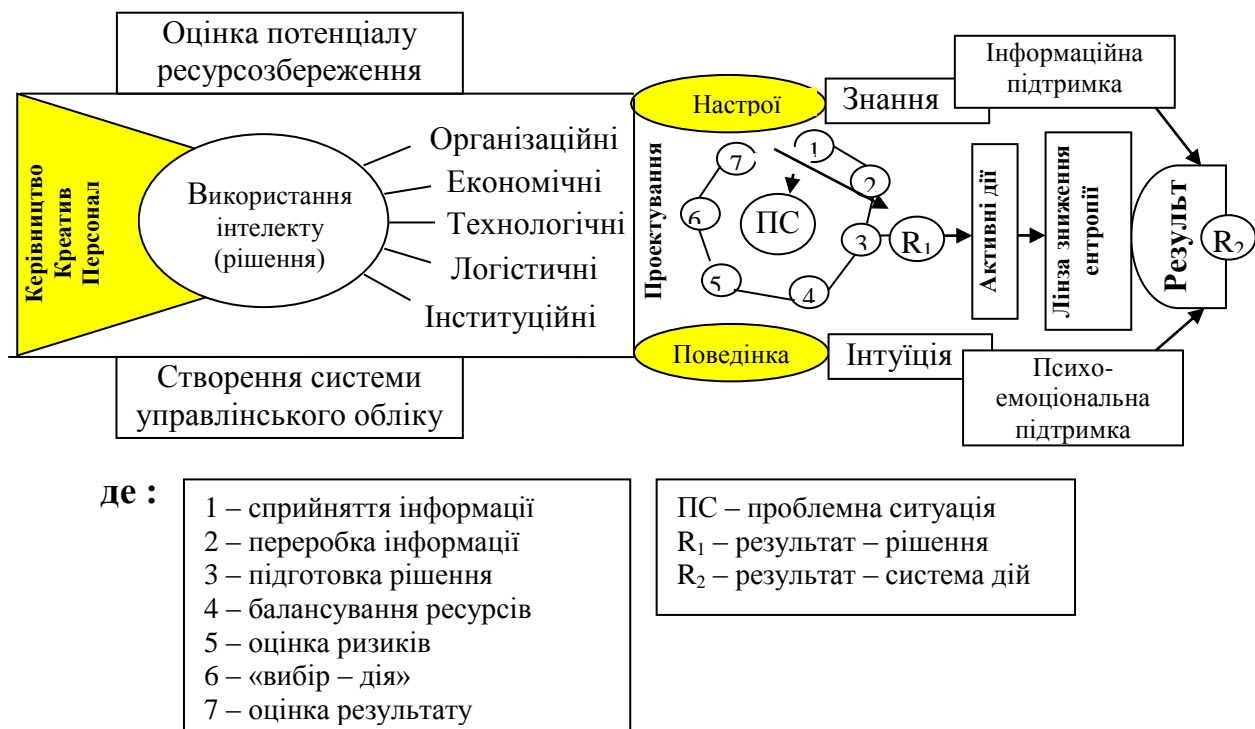 Оцінка потенціалу
ресурсозбереження
Керівництво
Креатив
Персонал
Використання
інтелекту
(рішення)
Організаційні
Економічні
Технологічні
Логістичні
Інституційні
Створення системи
управлінського обліку
Настрої
Знання
Інформаційна
підтримка
Проектування
1
2
3
4
5
6
7
ПС
R₁
Активні дії
Лінза зниження
ентропії
Результ
R₂
Поведінка
Інтуїція
Психо-
емоціональна
підтримка
де :
1 – сприйняття інформації
2 – переробка інформації
3 – підготовка рішення
4 – балансування ресурсів
5 – оцінка ризиків
6 – «вибір – дія»
7 – оцінка результату
ПС – проблемна ситуація
R₁ – результат – рішення
R₂ – результат – система дій